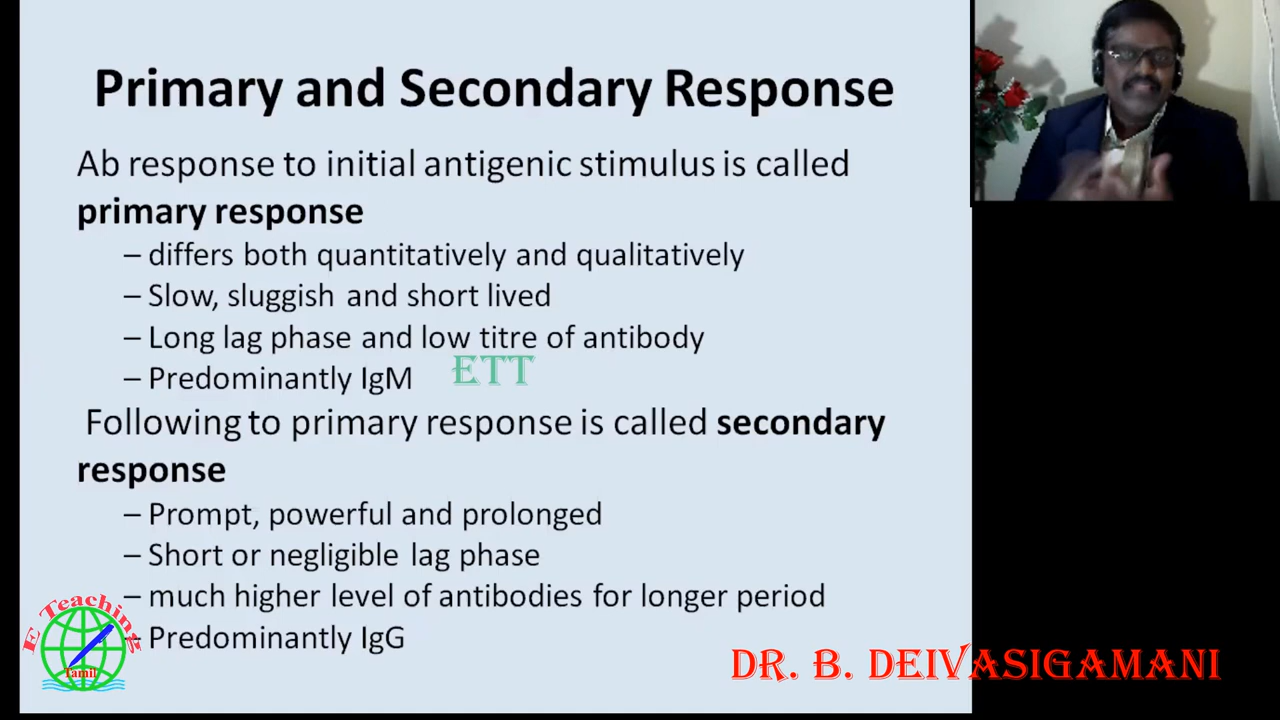 Primary and Secondary Response
Ab response to initial antigenic stimulus is called
primary response
– differs both quantitatively and qualitatively
– Slow, sluggish and short lived
– Long lag phase and low titre of antibody
– Predominantly IgM
ETT
Following to primary response is called secondary
response
– Prompt, powerful and prolonged
– Short or negligible lag phase
– much higher level of antibodies for longer period
– Predominantly IgG
E Teaching
Tamil
DR. B. DEIVASIGAMANI